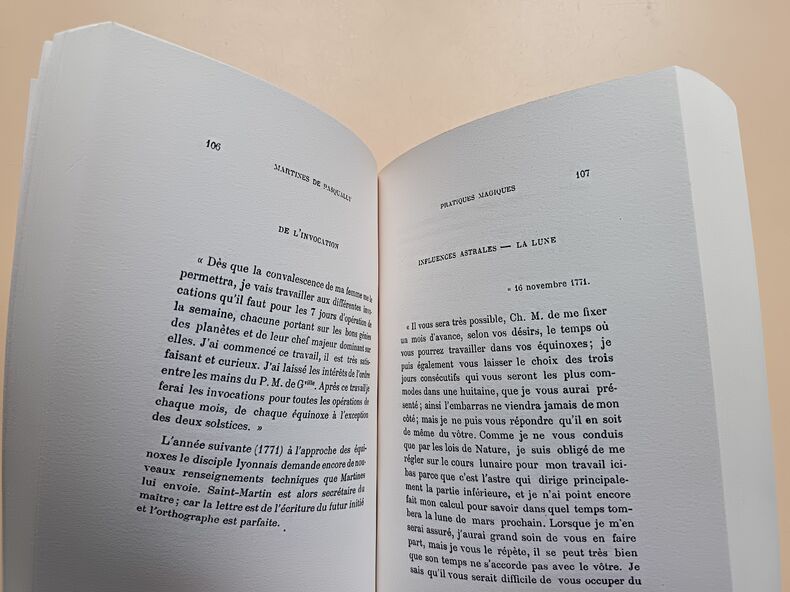 106
MARTINES DE PASQUALLY
DE L'INVOCATION
« Dès que la convalescence de ma femme me le
permettra, je vais travailler aux différentes invo-
cations qu'il faut pour les 7 jours d'opération de
la semaine, chacune portant sur les bons génies
des planètes et de leur chef majeur dominant sur
elles. J'ai commencé ce travail, il est très satis-
faisant et curieux. J'ai laissé les intérêts de l'ordre
entre les mains du P. M. de Gville. Après ce travail je
ferai les invocations pour toutes les opérations de
chaque mois, de chaque équinoxe à l'exception
des deux solstices. »
L'année suivante (1771) à l'approche des équi-
noxes le disciple lyonnais demande encore de nou-
veaux renseignements techniques que Martines
lui envoie. Saint-Martin est alors secrétaire du
maître ; car la lettre est de l'écriture du futur initié
et l'orthographe est parfaite.
107
PRATIQUES MAGIQUES
INFLUENCES ASTRALES — LA LUNE
« 16 novembre 1771.
« Il vous sera très possible, Ch. M. de me fixer
un mois d'avance, selon vos désirs, le temps où
vous pourrez travailler dans vos équinoxes ; je
puis également vous laisser le choix des trois
jours consécutifs qui vous seront les plus com-
modes dans une huitaine, que je vous aurai pré-
senté ; ainsi l'embarras ne viendra jamais de mon
côté ; mais je ne puis vous répondre qu'il en soit
de même du vôtre. Comme je ne vous conduis
que par les lois de Nature, je suis obligé de me
régler sur le cours lunaire pour mon travail ici-
bas parce que c'est l'astre qui dirige principale-
ment la partie inférieure, et je n'ai point encore
fait mon calcul pour savoir dans quel temps tom-
bera la lune de mars prochain. Lorsque je m'en
serai assuré, j'aurai grand soin de vous en faire
part, mais je vous le répète, il se peut très bien
que son temps ne s'accorde pas avec le vôtre. Je
sais qu'il vous serait difficile de vous occuper du